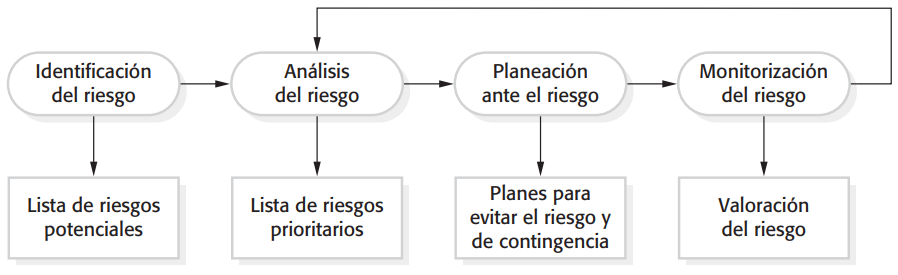 Identificación
del riesgo
Análisis
del riesgo
Planeación
ante el riesgo
Monitorización
del riesgo
Lista de riesgos
potenciales
Lista de riesgos
prioritarios
Planes para
evitar el riesgo y
de contingencia
Valoración
del riesgo